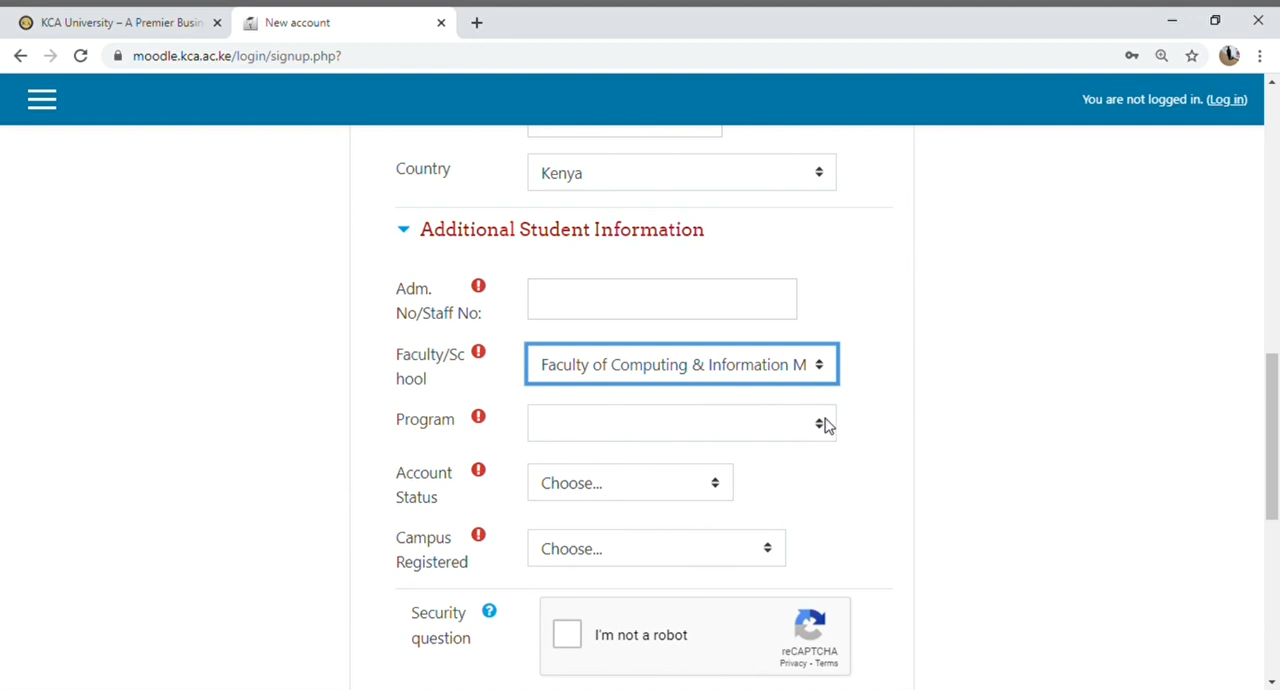 KCA University – A Premier Busin
New account
moodle.kca.ac.ke/login/signup.php?
You are not logged in. (Log in)
Country
Kenya
Additional Student Information
Adm.
No/Staff No:
Faculty/Sc
hool
Faculty of Computing & Information M
Program
Account
Status
Choose...
Campus
Registered
Choose...
Security
question
I'm not a robot
reCAPTCHA
Privacy - Terms